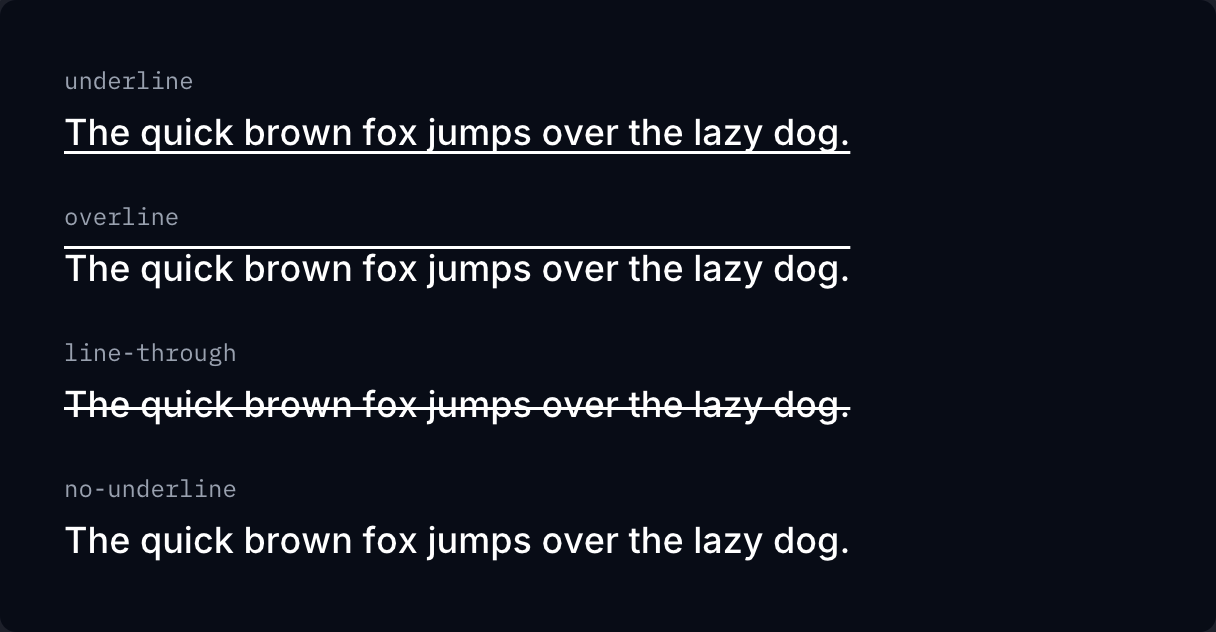 underline
The quick brown fox jumps over the lazy dog.
overline
The quick brown fox jumps over the lazy dog.
line-through
The quick brown fox jumps over the lazy dog.
no-underline
The quick brown fox jumps over the lazy dog.